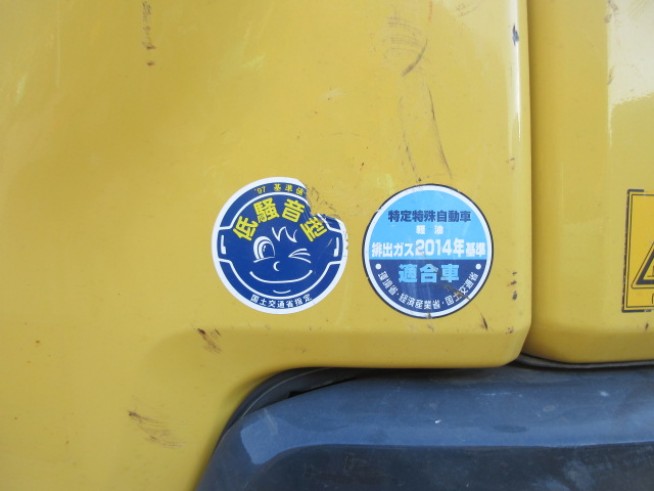 '97 基準値
低騒音型
国土交通省指定
特定特殊自動車
軽油
排出ガス2014年基準
適合車
・環境省・経済産業省・国土交通省・